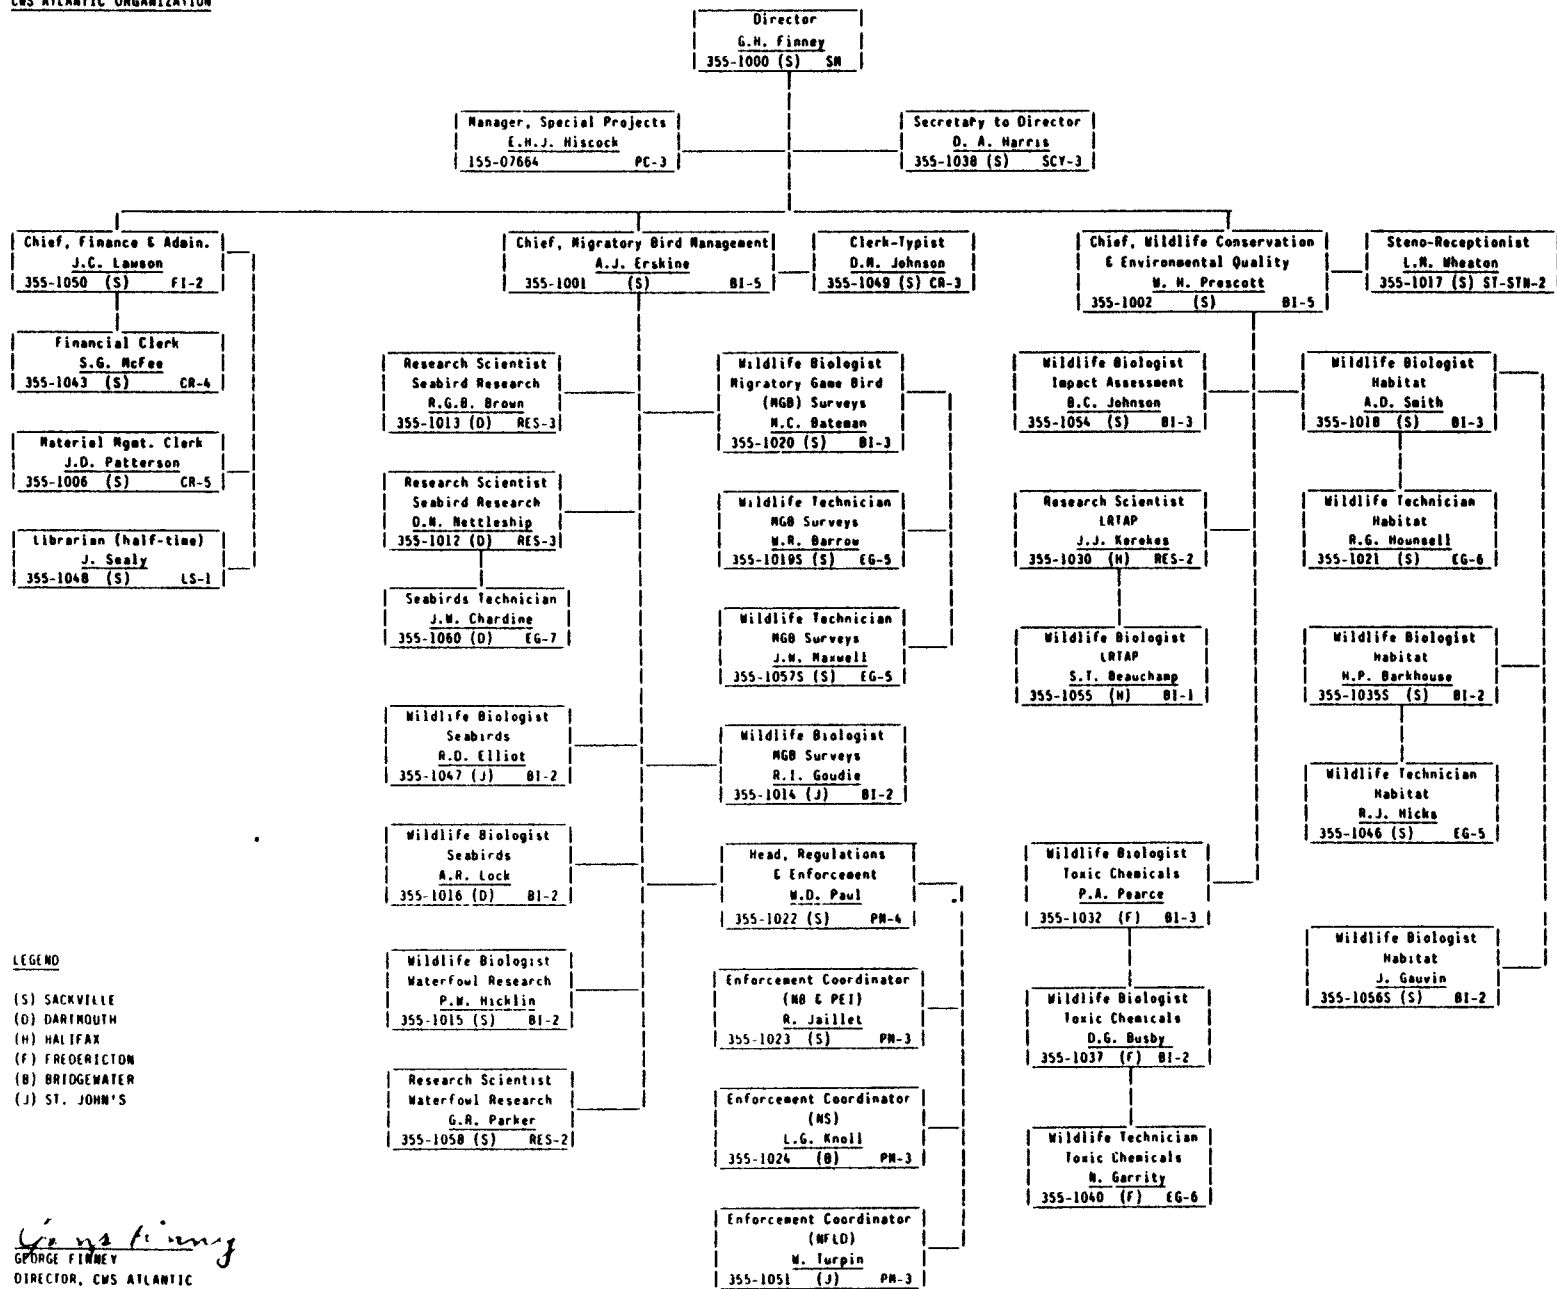 CWS ATLANTIC ORGANIZATION
Director
G.H. Finney
355-1000 (S) SM
Manager, Special Projects
E.H.J. Hiscock
155-07664 PC-3
Secretary to Director
D. A. Harris
355-1038 (S) SCY-3
Chief, Finance & Admin.
J.C. Lawson
355-1050 (S) FI-2
Financial Clerk
S.G. McFee
355-1043 (S) CR-4
Material Mgmt. Clerk
J.D. Patterson
355-1006 (S) CR-5
Librarian (half-time)
J. Sealy
355-1048 (S) LS-1
Chief, Migratory Bird Management
A.J. Erskine
355-1001 (S) BI-5
Clerk-Typist
D.M. Johnson
355-1049 (S) CR-3
Research Scientist
Seabird Research
R.G.B. Brown
355-1013 (D) RES-3
Research Scientist
Seabird Research
D.N. Nettleship
355-1012 (D) RES-3
Seabirds Technician
J.W. Chardine
355-1060 (D) EG-7
Wildlife Biologist
Seabirds
R.D. Elliot
355-1047 (J) BI-2
Wildlife Biologist
Seabirds
A.R. Lock
355-1016 (D) BI-2
Wildlife Biologist
Waterfowl Research
P.W. Hicklin
355-1015 (S) BI-2
Research Scientist
Waterfowl Research
G.R. Parker
355-1058 (S) RES-2
Wildlife Biologist
Migratory Game Bird
(MGB) Surveys
M.C. Bateman
355-1020 (S) BI-3
Wildlife Technician
MGB Surveys
W.R. Barrow
355-1019S (S) EG-5
Wildlife Technician
MGB Surveys
J.W. Maxwell
355-1057S (S) EG-5
Wildlife Biologist
MGB Surveys
R.I. Goudie
355-1014 (J) BI-2
Head, Regulations
& Enforcement
W.D. Paul
355-1022 (S) PM-4
Enforcement Coordinator
(NB & PEI)
R. Jaillet
355-1023 (S) PM-3
Enforcement Coordinator
(NS)
L.G. Knoll
355-1024 (B) PM-3
Enforcement Coordinator
(NFLD)
W. Turpin
355-1051 (J) PM-3
Chief, Wildlife Conservation
& Environmental Quality
W. H. Prescott
355-1002 (S) BI-5
Steno-Receptionist
L.M. Wheaton
355-1017 (S) ST-STN-2
Wildlife Biologist
Impact Assessment
B.C. Johnson
355-1054 (S) BI-3
Research Scientist
LRTAP
J.J. Kerekes
355-1030 (H) RES-2
Wildlife Biologist
LRTAP
S.T. Beauchamp
355-1055 (H) BI-1
Wildlife Biologist
Toxic Chemicals
P.A. Pearce
355-1032 (F) BI-3
Wildlife Biologist
Toxic Chemicals
D.G. Busby
355-1037 (F) BI-2
Wildlife Technician
Toxic Chemicals
N. Garrity
355-1040 (F) EG-6
Wildlife Biologist
Habitat
A.D. Smith
355-1018 (S) BI-3
Wildlife Technician
Habitat
R.G. Hounsell
355-1021 (S) EG-6
Wildlife Biologist
Habitat
H.P. Barkhouse
355-1035S (S) BI-2
Wildlife Technician
Habitat
R.J. Hicks
355-1046 (S) EG-5
Wildlife Biologist
Habitat
J. Gauvin
355-1056S (S) BI-2
LEGEND
(S) SACKVILLE
(D) DARTMOUTH
(H) HALIFAX
(F) FREDERICTON
(B) BRIDGEWATER
(J) ST. JOHN'S
GEORGE FINNEY
DIRECTOR, CWS ATLANTIC